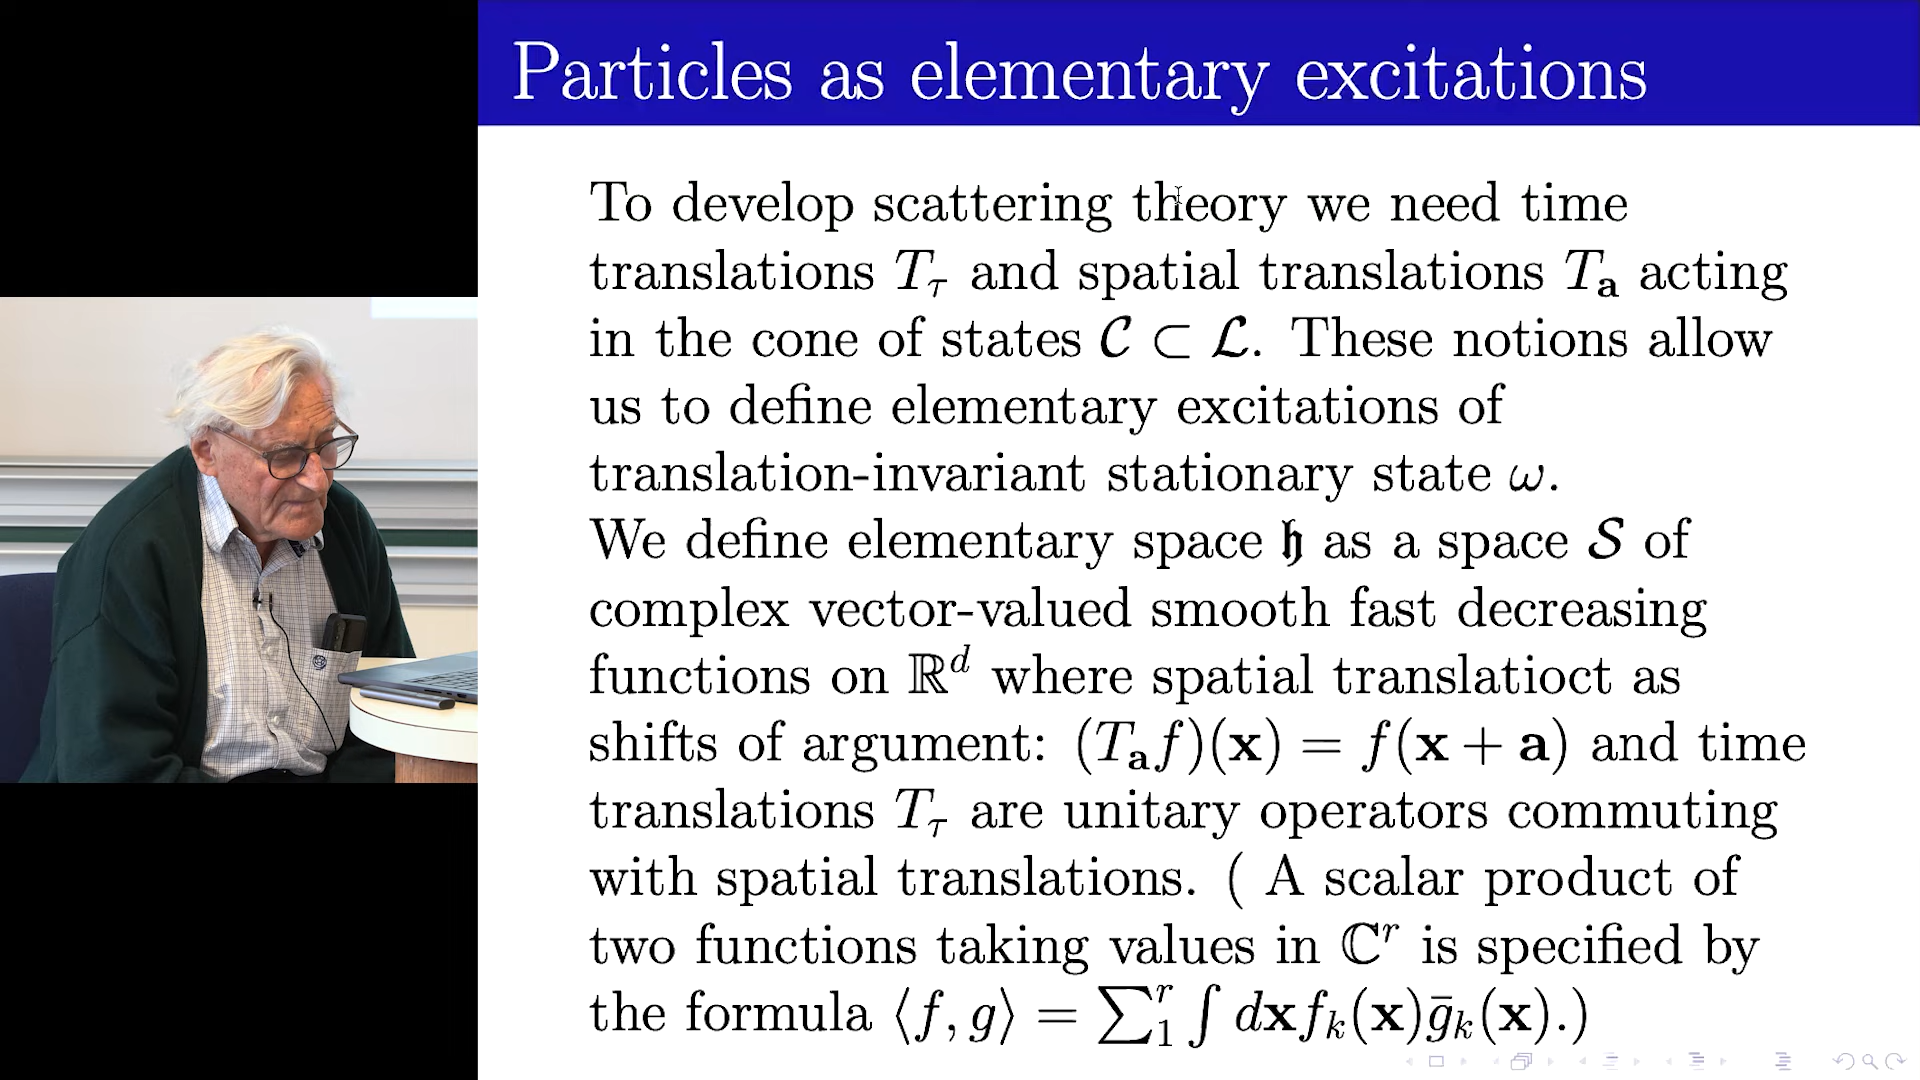 Particles as elementary excitations
To develop scattering theory we need time
translations T_τ and spatial translations T_𝐚 acting
in the cone of states 𝒞 ⊂ ℒ. These notions allow
us to define elementary excitations of
translation-invariant stationary state ω.
We define elementary space 𝔥 as a space 𝒮 of
complex vector-valued smooth fast decreasing
functions on ℝ^d where spatial translatioct as
shifts of argument: (T_𝐚 f)(𝐱) = f(𝐱 + 𝐚) and time
translations T_τ are unitary operators commuting
with spatial translations. ( A scalar product of
two functions taking values in ℂ^r is specified by
the formula ⟨f, g⟩ = ∑_1^r ∫ d𝐱f_k(𝐱)ḡ_k(𝐱).)